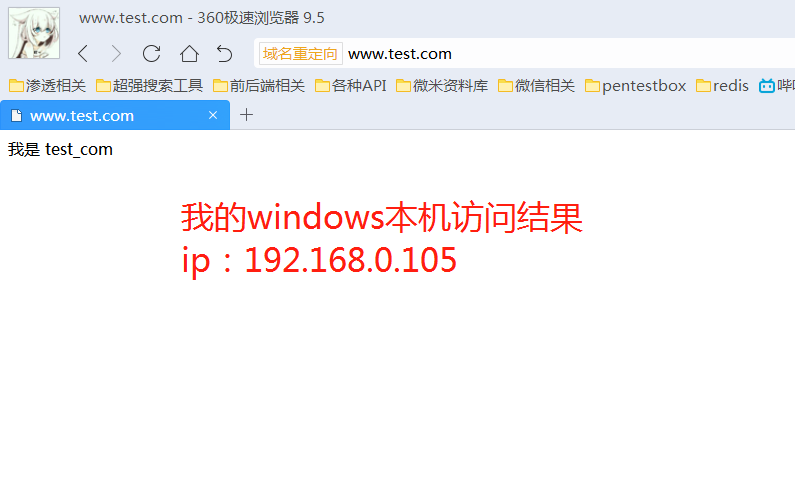 www.test.com - 360极速浏览器 9.5
域名重定向 www.test.com
渗透相关 超强搜索工具 前后端相关 各种API 微米资料库 微信相关 pentestbox redis
www.test.com
我是 test_com
我的windows本机访问结果
ip：192.168.0.105